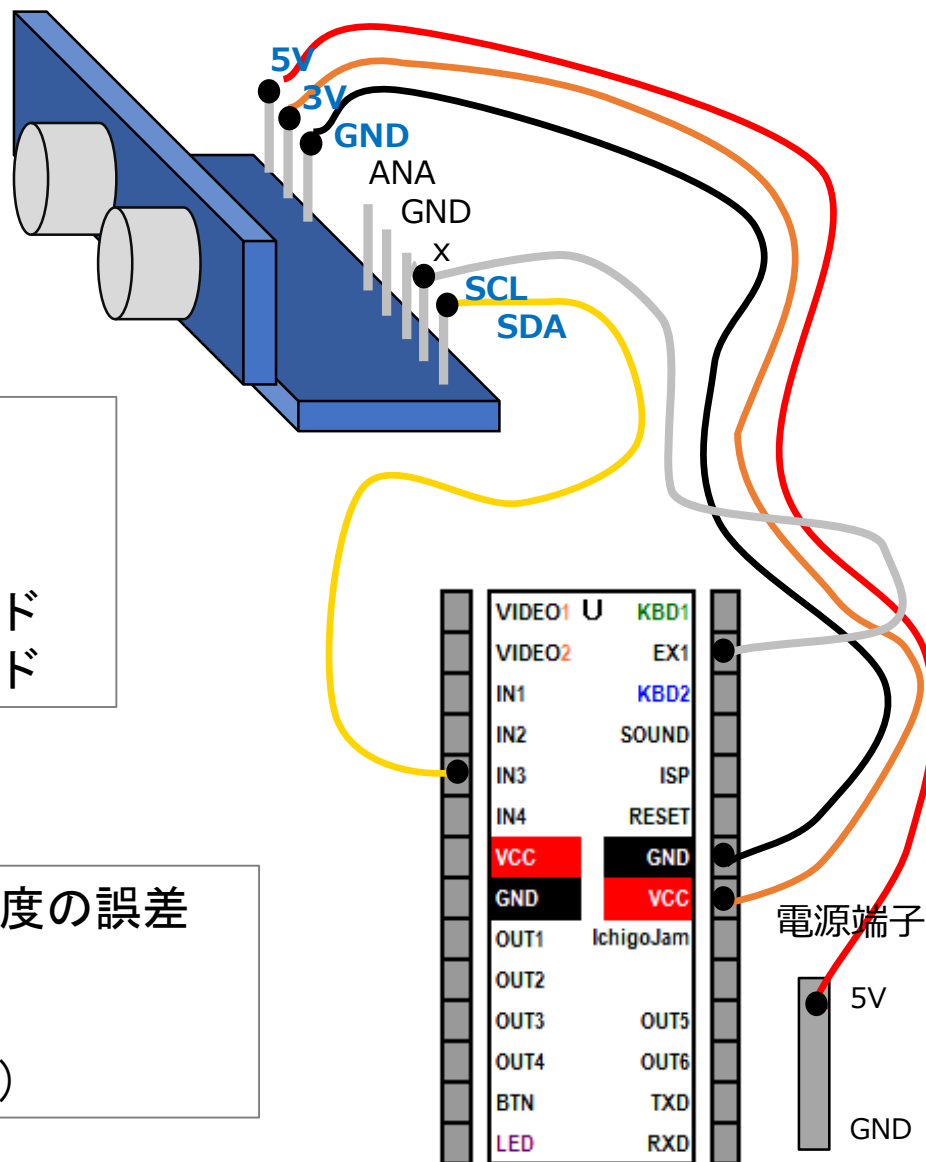 5V
3V
GND
ANA
GND
x
SCL
SDA
ド
ド
度の誤差
)
VIDEO1 U KBD1
VIDEO2 EX1
IN1 KBD2
IN2 SOUND
IN3 ISP
IN4 RESET
VCC GND
GND VCC
OUT1 IchigoJam
OUT2
OUT3 OUT5
OUT4 OUT6
BTN TXD
LED RXD
電源端子
5V
GND